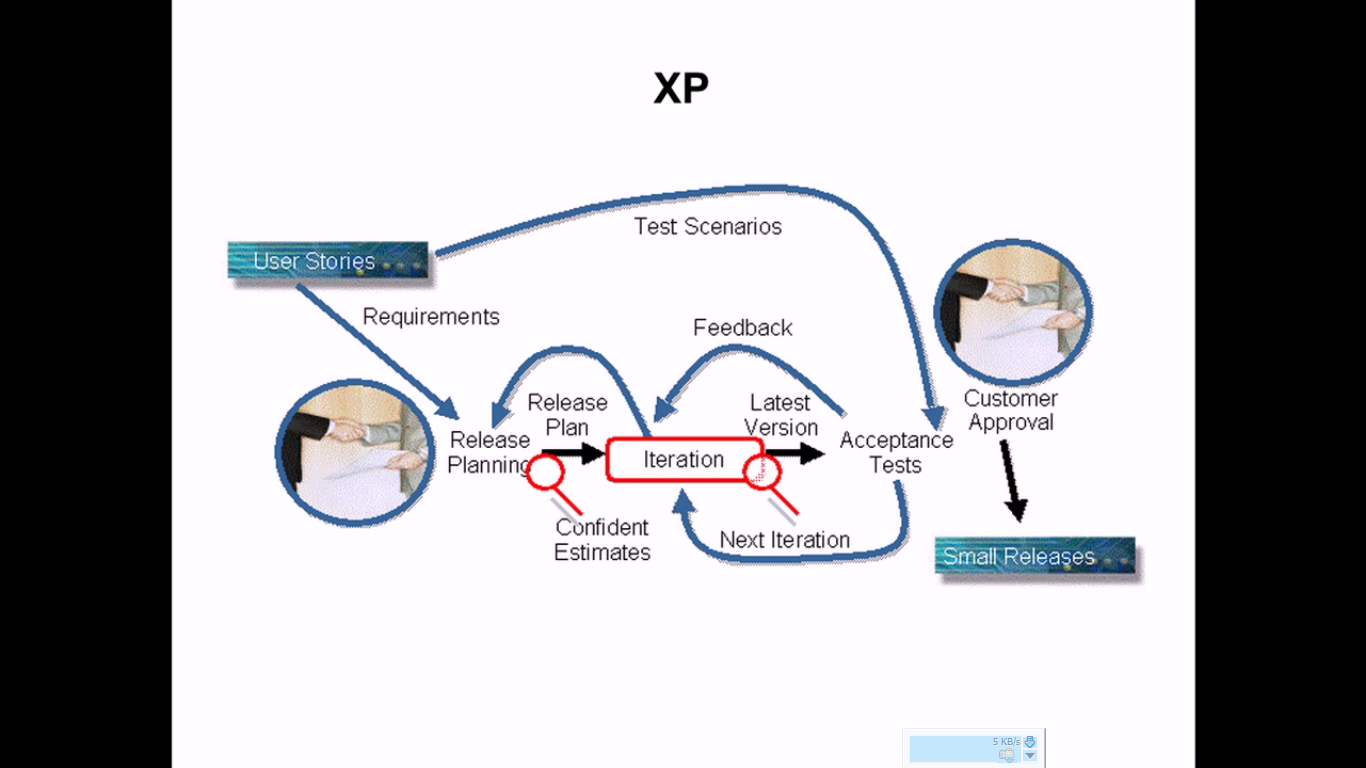 XP
Test Scenarios
User Stories
Requirements
Feedback
Release
Plan
Latest
Version
Customer
Approval
Release
Planning
Iteration
Acceptance
Tests
Confident
Estimates
Next Iteration
Small Releases
5 KB/s